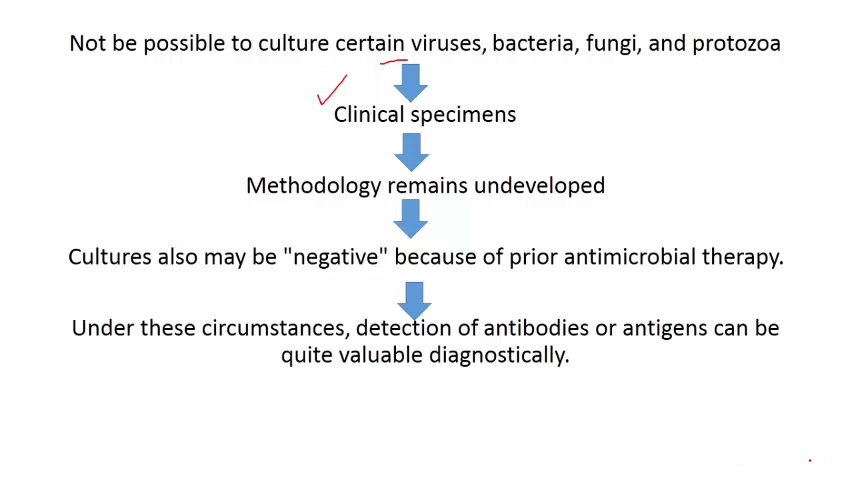 Not be possible to culture certain viruses, bacteria, fungi, and protozoa
Clinical specimens
Methodology remains undeveloped
Cultures also may be "negative" because of prior antimicrobial therapy.
Under these circumstances, detection of antibodies or antigens can be
quite valuable diagnostically.